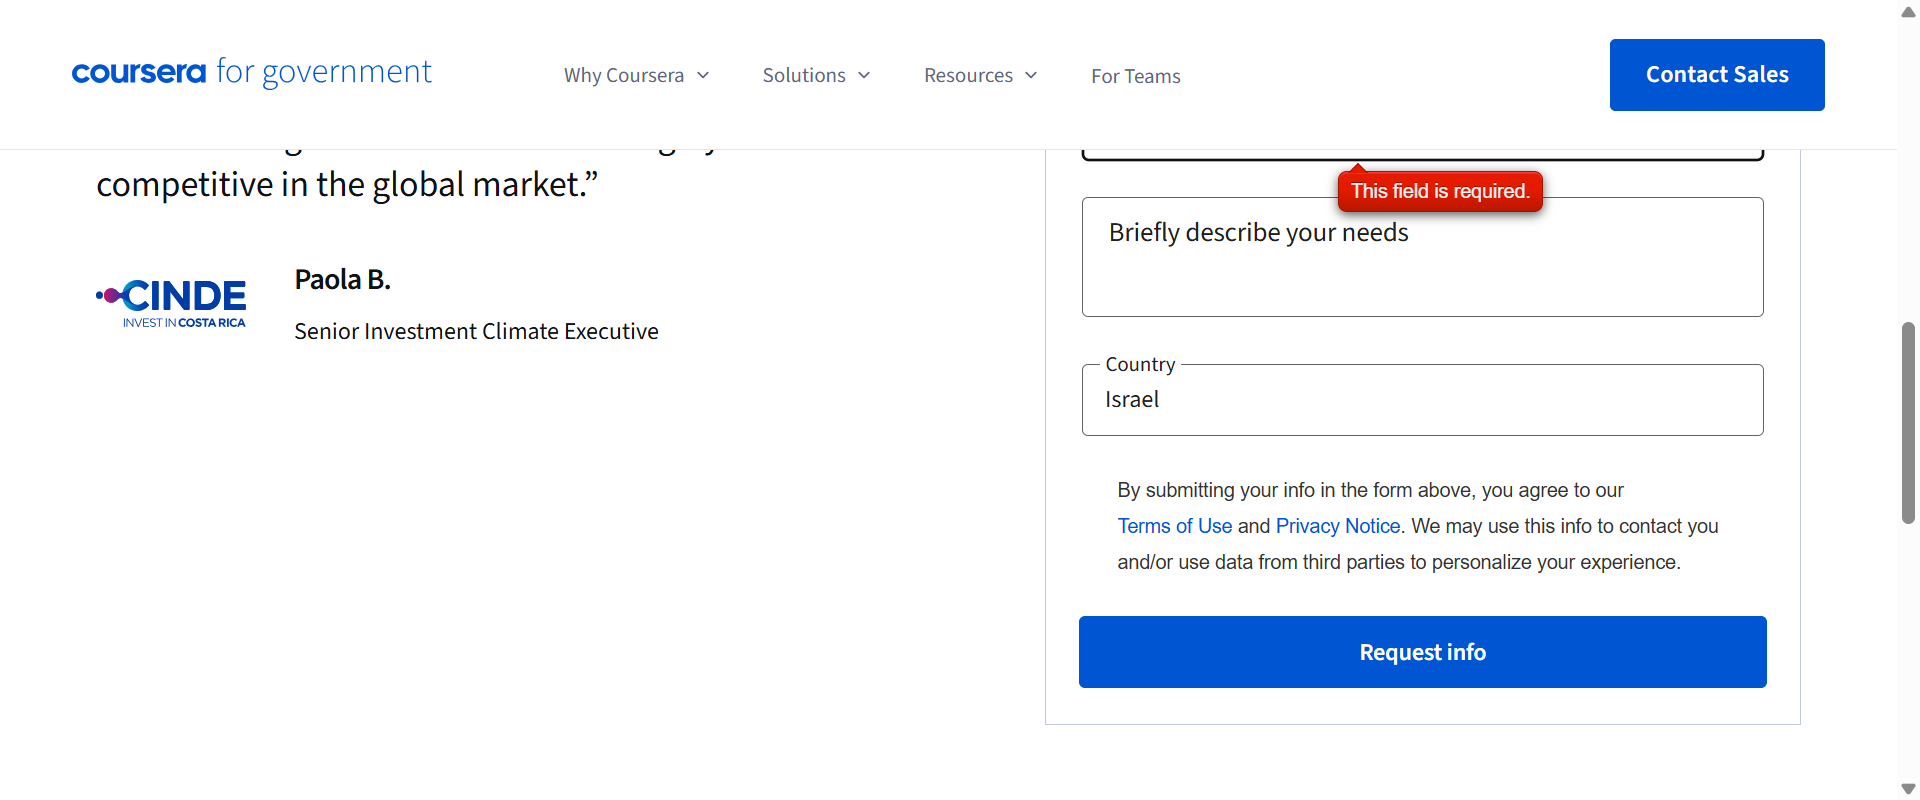 coursera for government
Why Coursera
Solutions
Resources
For Teams
Contact Sales
competitive in the global market.”
CINDE
INVEST IN COSTA RICA
Paola B.
Senior Investment Climate Executive
This field is required.
Briefly describe your needs
Country
Israel
By submitting your info in the form above, you agree to our
Terms of Use and Privacy Notice. We may use this info to contact you
and/or use data from third parties to personalize your experience.
Request info